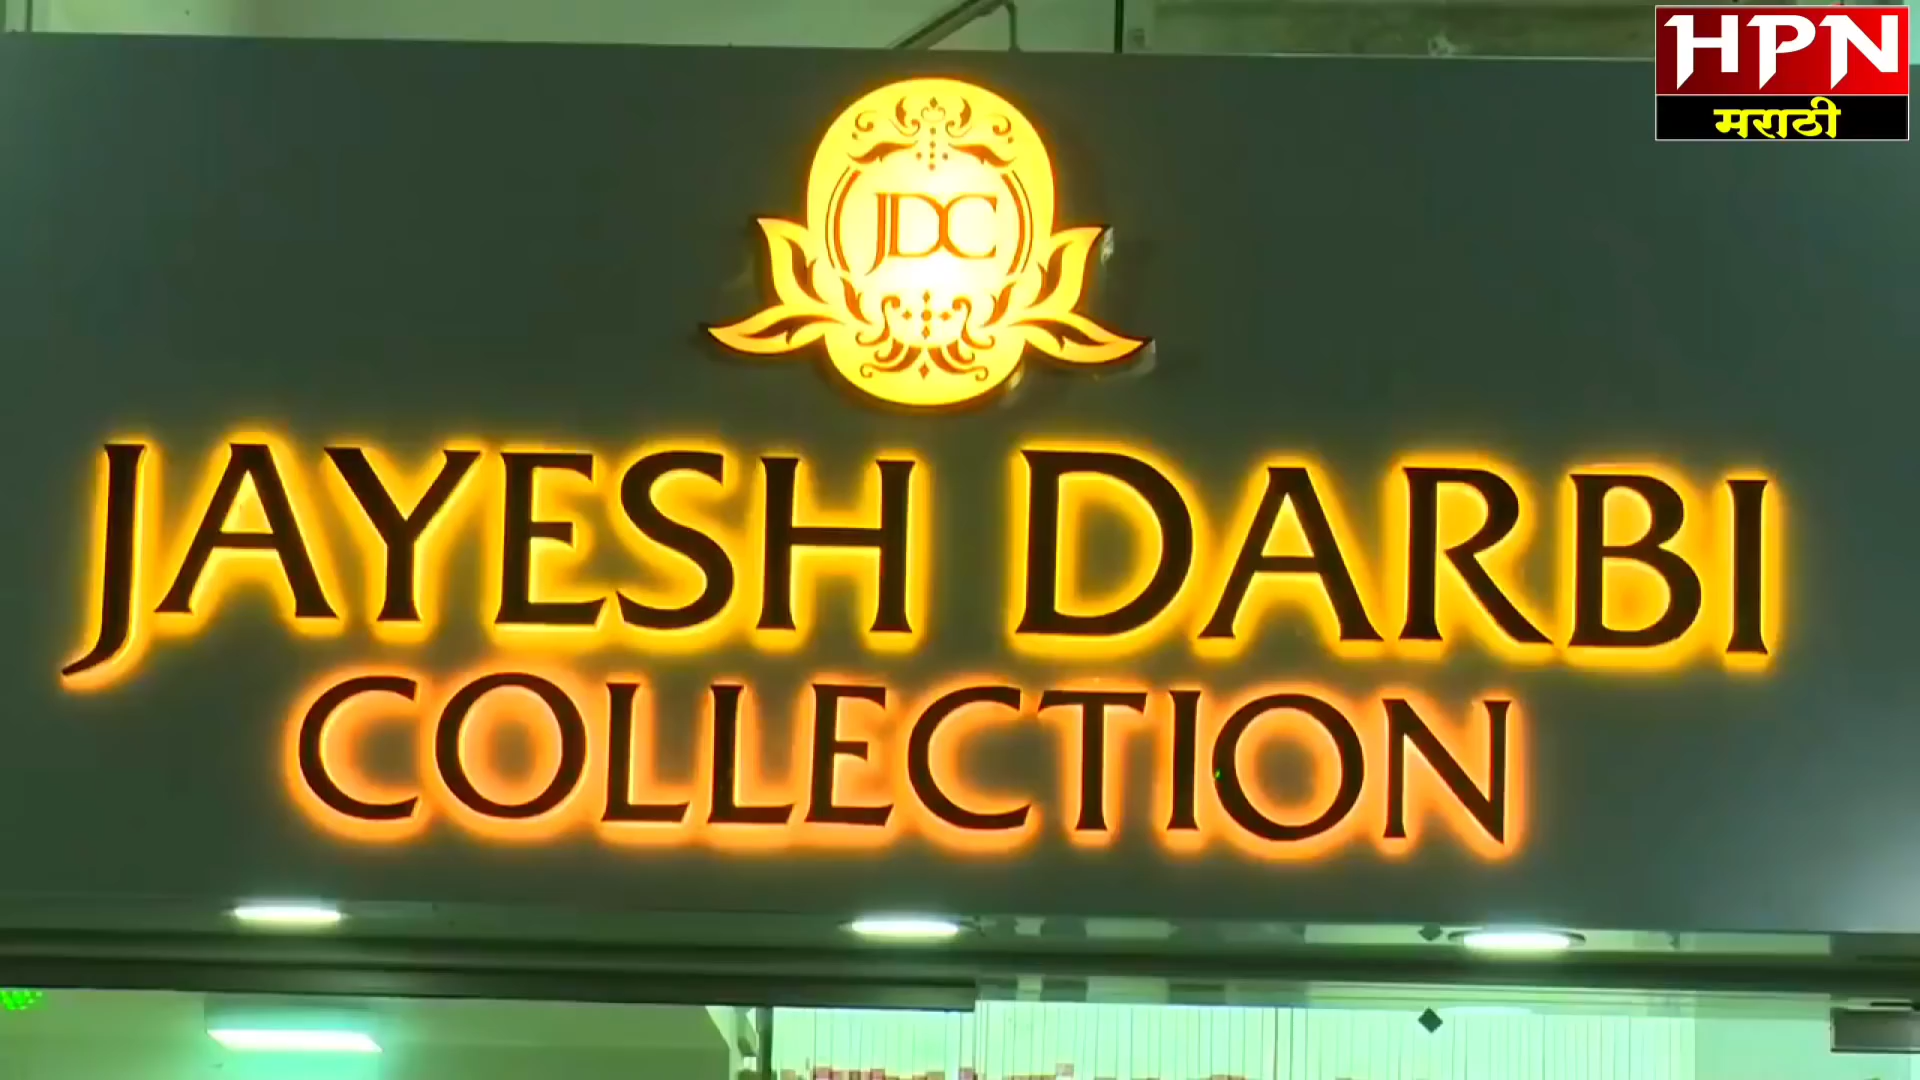 HPN
मराठी
JDC
JAYESH DARBI
COLLECTION